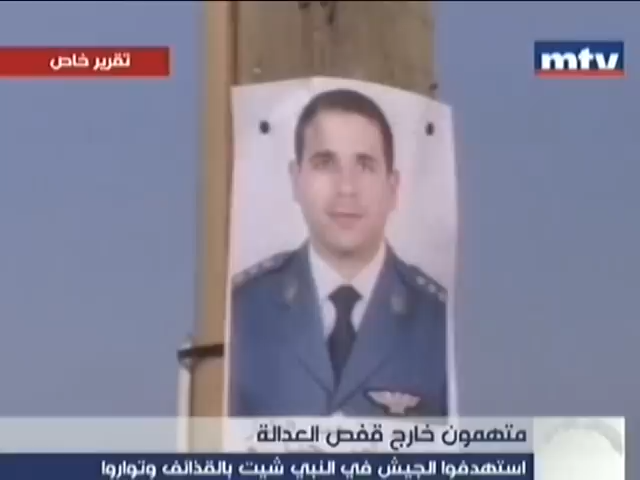 تقرير خاص
mtv
متهمون خارج قفص العدالة
استهدفوا الجيش في النبي شيت بالقذائف وتواروا